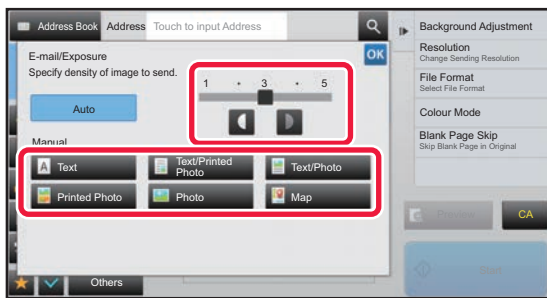 Address Book Address Touch to input Address
E-mail/Exposure
OK
Specify density of image to send.
1 • 3 • 5
Auto
Manual
Text
Text/Printed Photo
Text/Photo
Printed Photo
Photo
Map
Others
Background Adjustment
Resolution
Change Sending Resolution
File Format
Select File Format
Colour Mode
Blank Page Skip
Skip Blank Page in Original
Preview
CA
Start